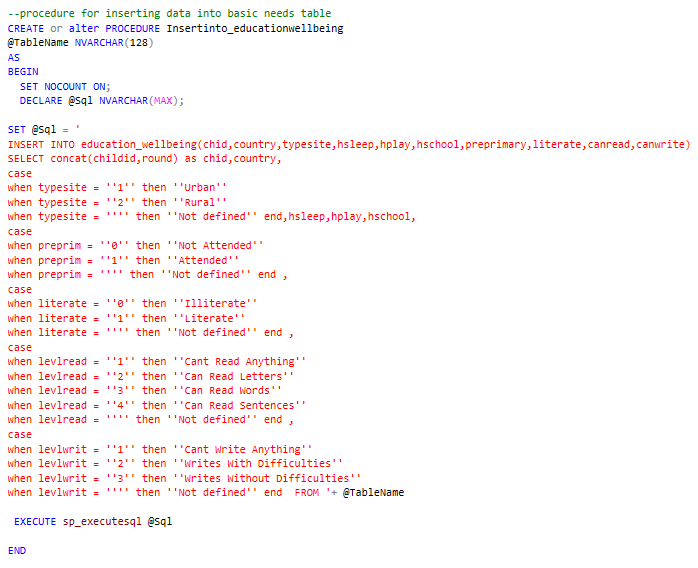 --procedure for inserting data into basic needs table
CREATE or alter PROCEDURE Insertinto_educationwellbeing
@TableName NVARCHAR(128)
AS
BEGIN
SET NOCOUNT ON;
DECLARE @Sql NVARCHAR(MAX);
SET @Sql = '
INSERT INTO education_wellbeing(chid,country,typesite,hsleep,hplay,hschool,preprimary,literate,canread,canwrite)
SELECT concat(childid,round) as chid,country,
case
when typesite = ''1'' then ''Urban''
when typesite = ''2'' then ''Rural''
when typesite = '''' then ''Not defined'' end,hsleep,hplay,hschool,
case
when preprim = ''0'' then ''Not Attended''
when preprim = ''1'' then ''Attended''
when preprim = '''' then ''Not defined'' end ,
case
when literate = ''0'' then ''Illiterate''
when literate = ''1'' then ''Literate''
when literate = '''' then ''Not defined'' end ,
case
when levlread = ''1'' then ''Cant Read Anything''
when levlread = ''2'' then ''Can Read Letters''
when levlread = ''3'' then ''Can Read Words''
when levlread = ''4'' then ''Can Read Sentences''
when levlread = '''' then ''Not defined'' end ,
case
when levlwrit = ''1'' then ''Cant Write Anything''
when levlwrit = ''2'' then ''Writes With Difficulties''
when levlwrit = ''3'' then ''Writes Without Difficulties''
when levlwrit = '''' then ''Not defined'' end  FROM '+ @TableName
EXECUTE sp_executesql @Sql
END